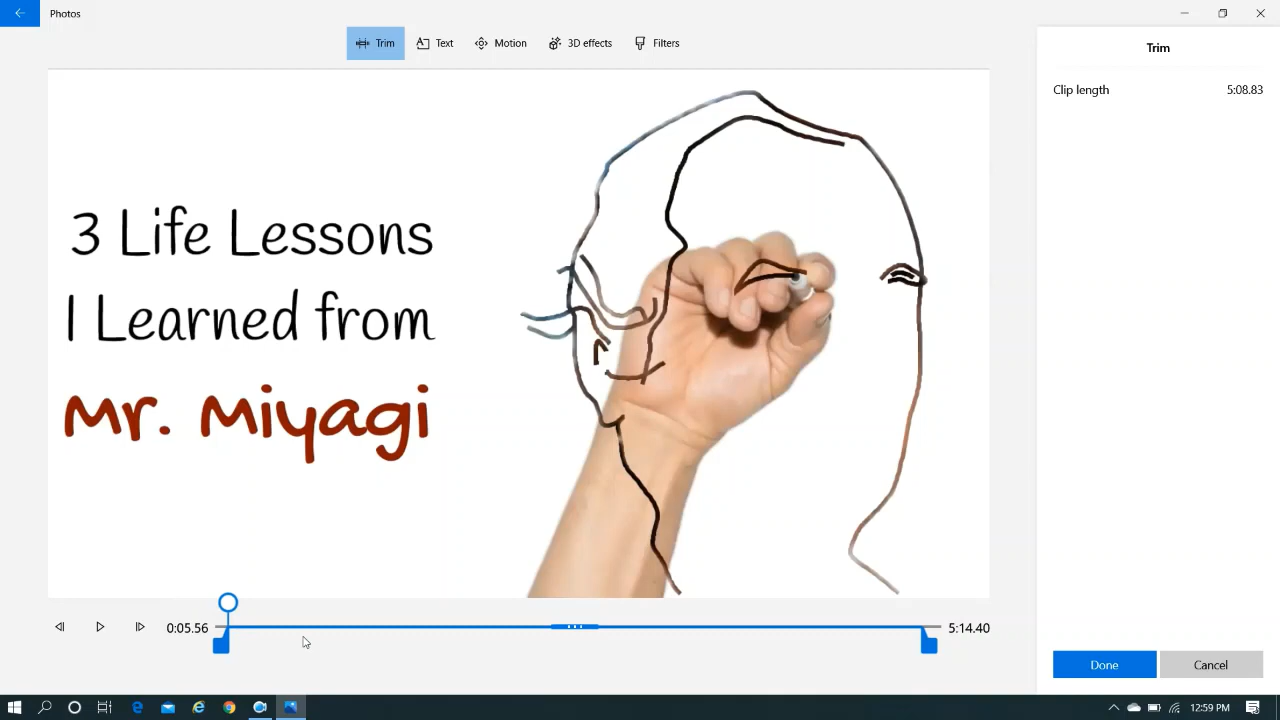 Photos
Trim
Text
Motion
3D effects
Filters
Trim
Clip length
5:08.83
3 Life Lessons
I Learned from
Mr. Miyagi
0:05.56
5:14.40
Done
Cancel
12:59 PM